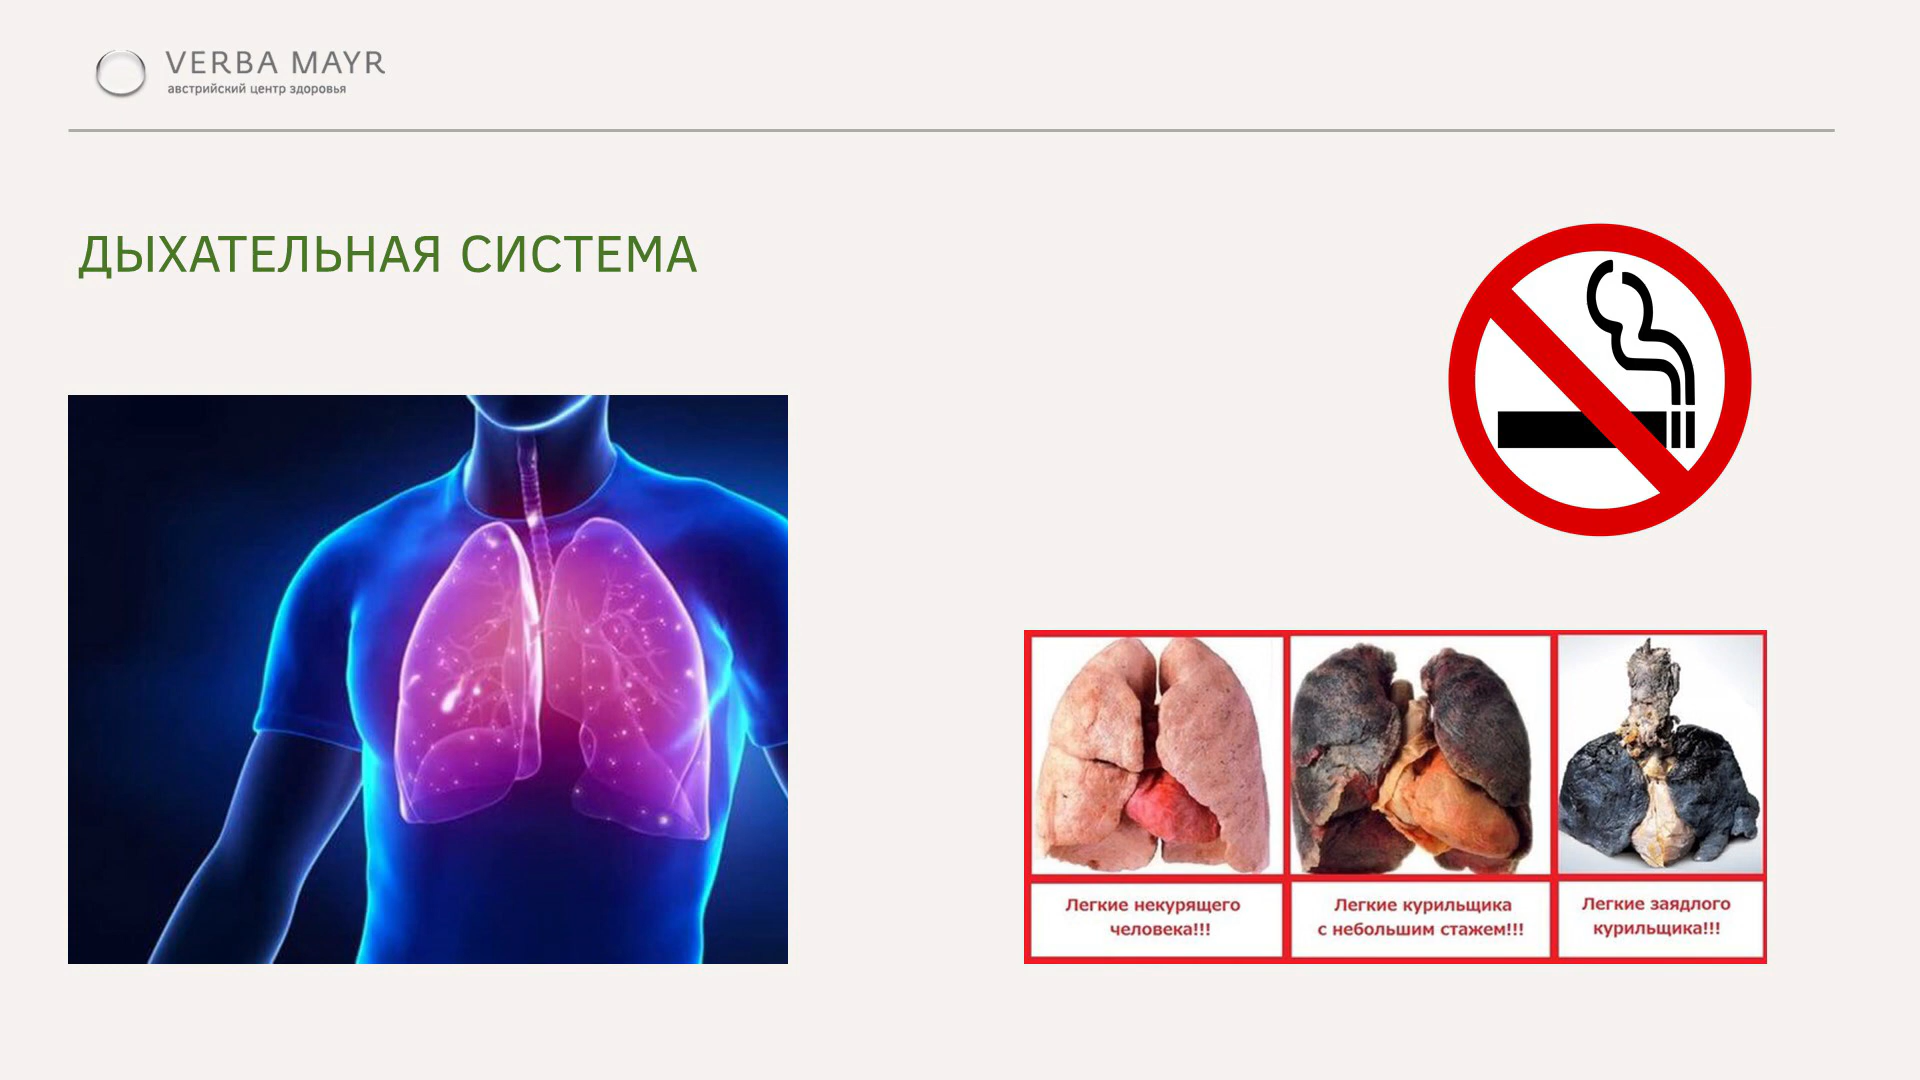 VERBA MAYR
австрийский центр здоровья
ДЫХАТЕЛЬНАЯ СИСТЕМА
Легкие некурящего
человека!!!
Легкие курильщика
с небольшим стажем!!!
Легкие заядлого
курильщика!!!